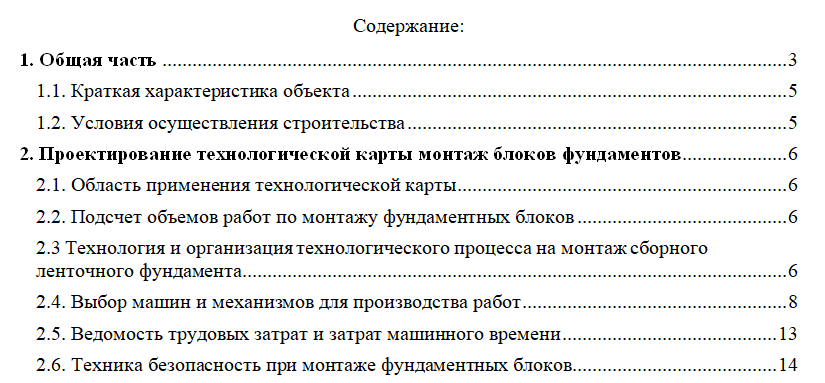 Содержание:
1. Общая часть ........................................................................................................ 3
1.1. Краткая характеристика объекта ................................................................ 5
1.2. Условия осуществления строительства ...................................................... 5
2. Проектирование технологической карты монтаж блоков фундаментов ...................... 6
2.1. Область применения технологической карты ................................................ 6
2.2. Подсчет объемов работ по монтажу фундаментных блоков ............................ 6
2.3 Технология и организация технологического процесса на монтаж сборного
ленточного фундамента .................................................................................... 6
2.4. Выбор машин и механизмов для производства работ .................................... 8
2.5. Ведомость трудовых затрат и затрат машинного времени .............................. 13
2.6. Техника безопасность при монтаже фундаментных блоков ............................ 14